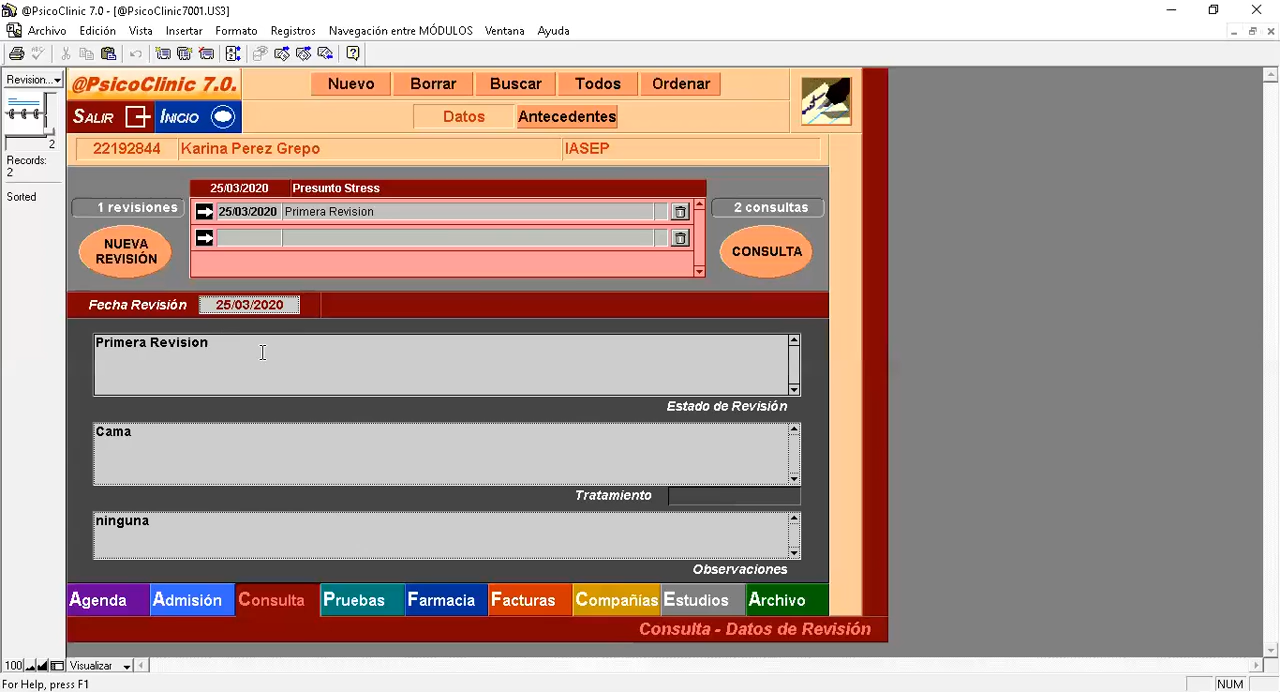 @PsicoClinic 7.0 - [@PsicoClinic7001.US3]
Archivo Edición Vista Insertar Formato Registros Navegación entre MÓDULOS Ventana Ayuda
Revision...
@PsicoClinic 7.0. Nuevo Borrar Buscar Todos Ordenar
SALIR INICIO Datos Antecedentes
2
Records:
2
Sorted
22192844 Karina Perez Grepo IASEP
25/03/2020 Presunto Stress
1 revisiones 25/03/2020 Primera Revision 2 consultas
NUEVA
REVISIÓN
CONSULTA
Fecha Revisión 25/03/2020
Primera Revision
Estado de Revisión
Cama
Tratamiento
ninguna
Observaciones
Agenda Admisión Consulta Pruebas Farmacia Facturas Compañías Estudios Archivo
Consulta - Datos de Revisión
100 Visualizar
For Help, press F1 NUM